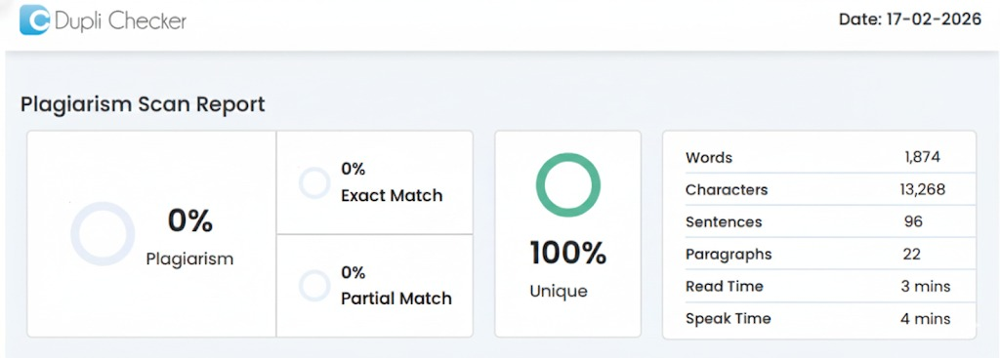 Dupli Checker
Date: 17-02-2026
Plagiarism Scan Report
0%
Plagiarism
0%
Exact Match
0%
Partial Match
100%
Unique
Words 1,874
Characters 13,268
Sentences 96
Paragraphs 22
Read Time 3 mins
Speak Time 4 mins